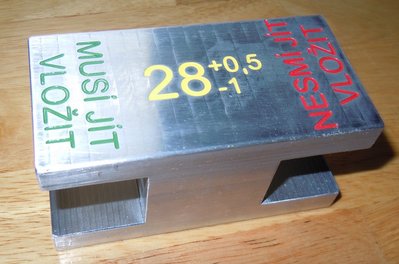 MUSÍ JÍT
VLOŽIT
28 +0,5
-1
NESMÍ JÍT
VLOŽIT